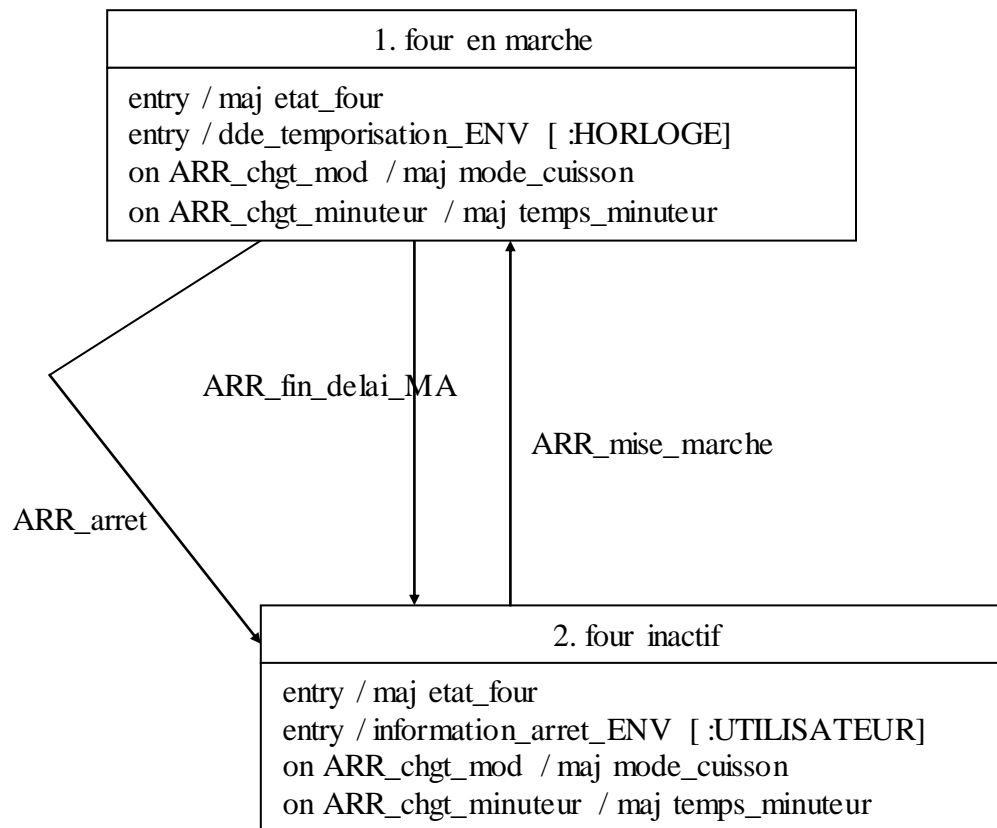 1. four en marche
entry / maj etat_four
entry / dde_temporisation_ENV [ :HORLOGE]
on ARR_chgt_mod / maj mode_cuisson
on ARR_chgt_minuteur / maj temps_minuteur
ARR_fin_delai_MA
ARR_mise_marche
ARR_arret
2. four inactif
entry / maj etat_four
entry / information_arret_ENV [ :UTILISATEUR]
on ARR_chgt_mod / maj mode_cuisson
on ARR_chgt_minuteur / maj temps_minuteur